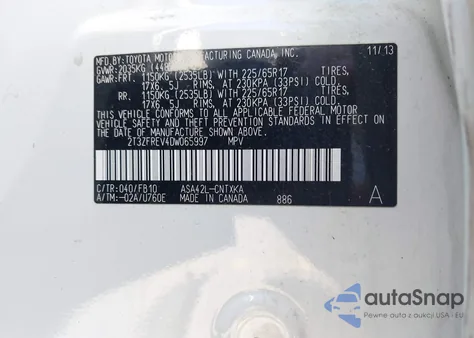 MFD. BY: TOYOTA MOTOR MANUFACTURING CANADA, INC. 11/13
GVWR: 2035KG
GAWR: FRT. 1150KG (2535LB) WITH 225/65R17 TIRES,
17X6.5J RIMS, AT 230KPA (33PSI) COLD.
RR. 1150KG (2535LB) WITH 225/65R17 TIRES,
17X6.5J RIMS, AT 230KPA (33PSI) COLD.
THIS VEHICLE CONFORMS TO ALL APPLICABLE FEDERAL MOTOR
VEHICLE SAFETY AND THEFT PREVENTION STANDARDS IN EFFECT
ON THE DATE OF MANUFACTURE SHOWN ABOVE.
2T3ZFREV4DW065997 MPV
C/TR: 040/FB10 ASA42L-CNTXKA A
A/TM: -02A/U760E MADE IN CANADA 886
autoSnap
Pewne auta z aukcji USA i EU